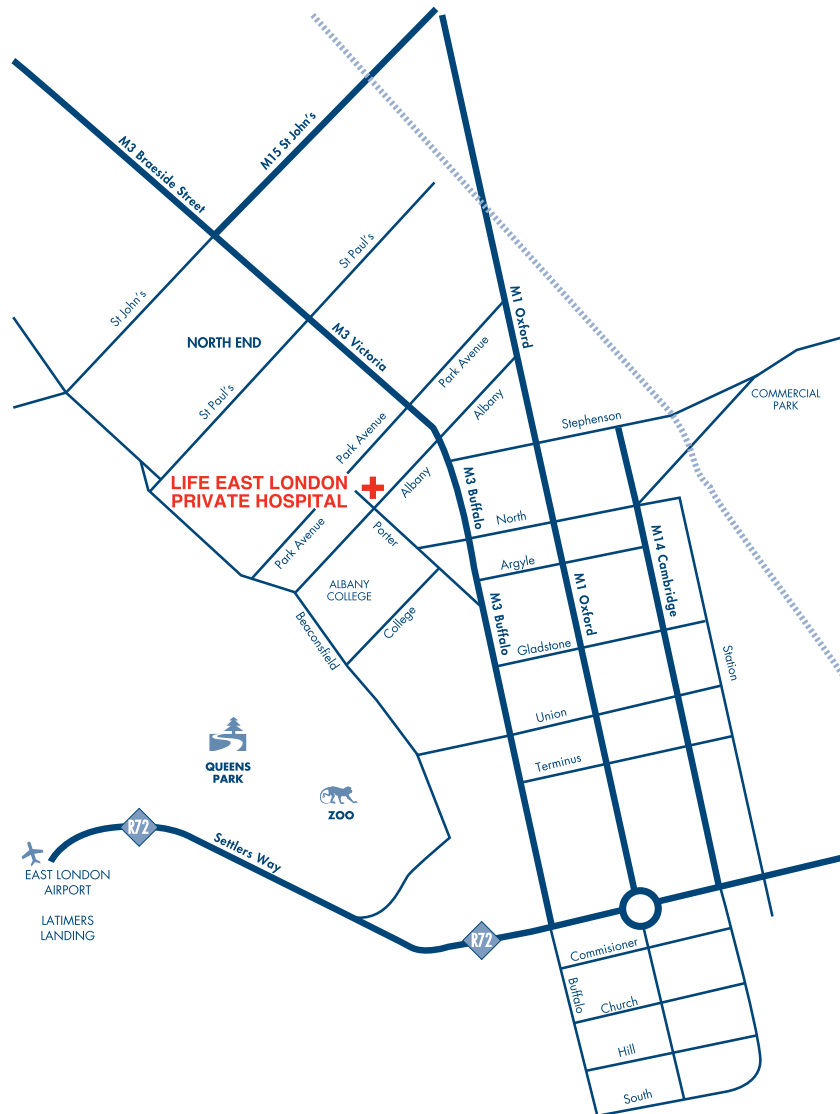 M15 St John's
M3 Braeside Street
St Paul's
St John's
M1 Oxford
NORTH END
M3 Victoria
Park Avenue
St Paul's
Albany
COMMERCIAL
PARK
Stephenson
Park Avenue
LIFE EAST LONDON
PRIVATE HOSPITAL
Albany
M3 Buffalo
North
Porter
Park Avenue
Argyle
M14 Cambridge
ALBANY
COLLEGE
M1 Oxford
College
M3 Buffalo
Beaconsfield
Gladstone
Station
Union
Terminus
QUEENS
PARK
ZOO
R72
Settlers Way
EAST LONDON
AIRPORT
LATIMERS
LANDING
R72
Commisioner
Buffalo
Church
Hill
South